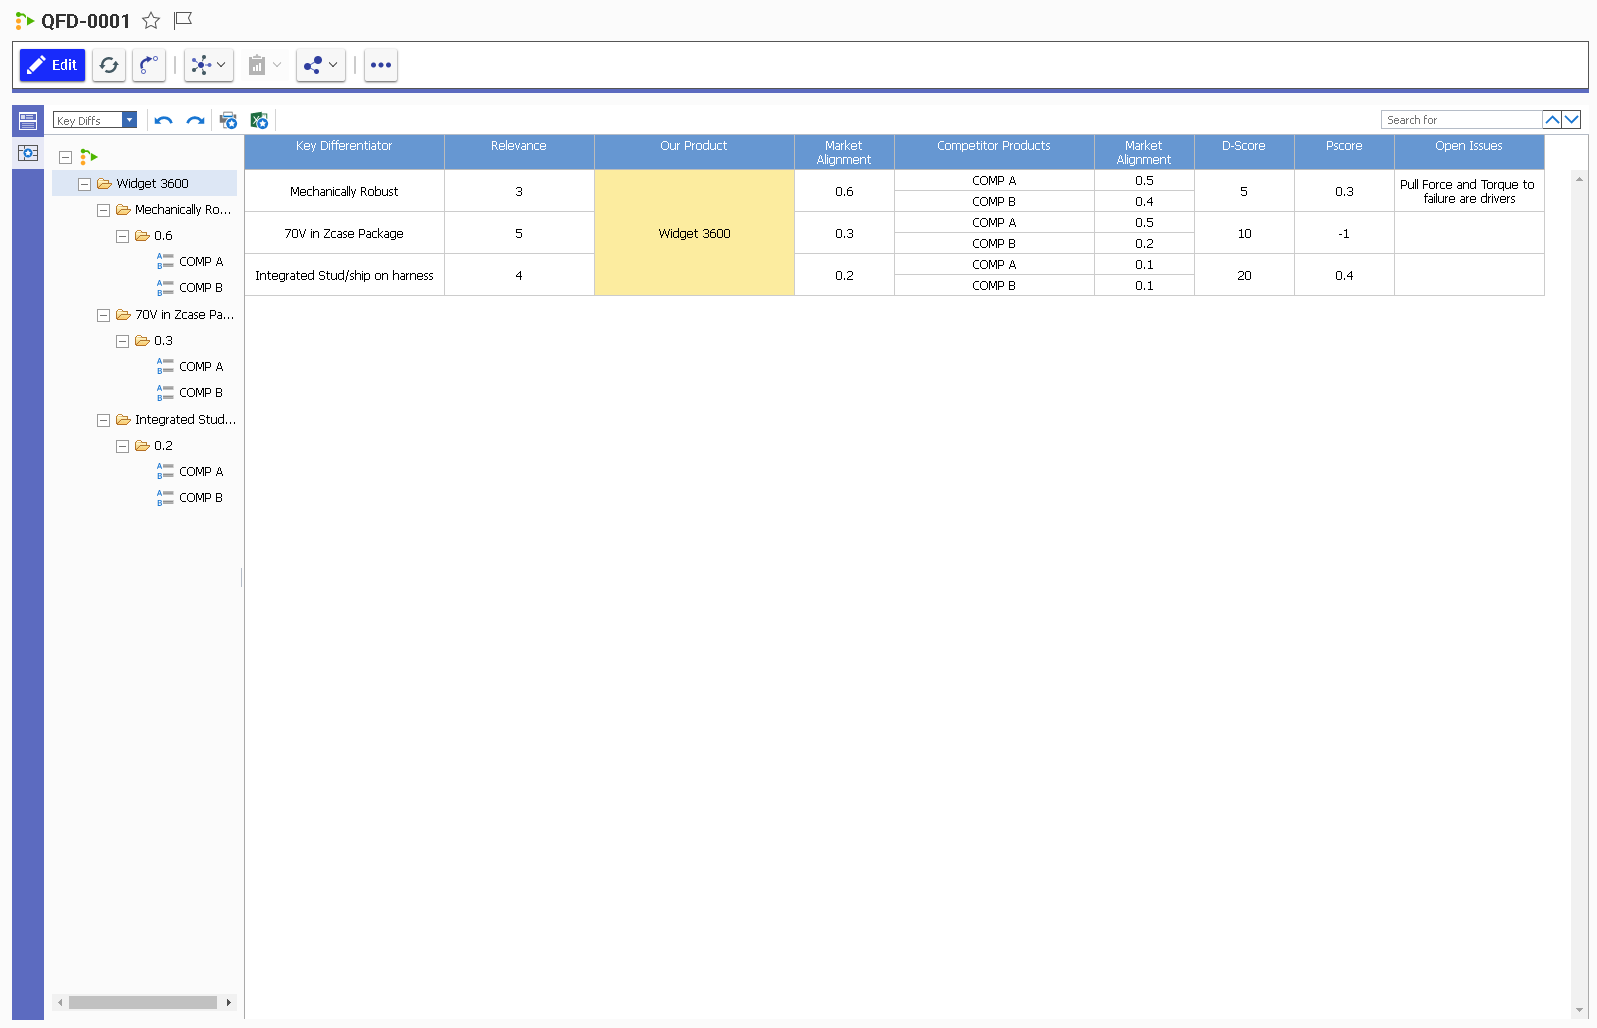 QFD-0001
Edit
Key Diffs
Search for
Widget 3600
Mechanically Ro...
0.6
COMP A
COMP B
70V in Zcase Pa...
0.3
COMP A
COMP B
Integrated Stud...
0.2
COMP A
COMP B
Key Differentiator Relevance Our Product Market Alignment Competitor Products Market Alignment D-Score Pscore Open Issues
Mechanically Robust 3 Widget 3600 0.6 COMP A 0.5 5 0.3 Pull Force and Torque to
failure are drivers
COMP B 0.4
70V in Zcase Package 5 0.3 COMP A 0.5 10 -1
COMP B 0.2
Integrated Stud/ship on harness 4 0.2 COMP A 0.1 20 0.4
COMP B 0.1